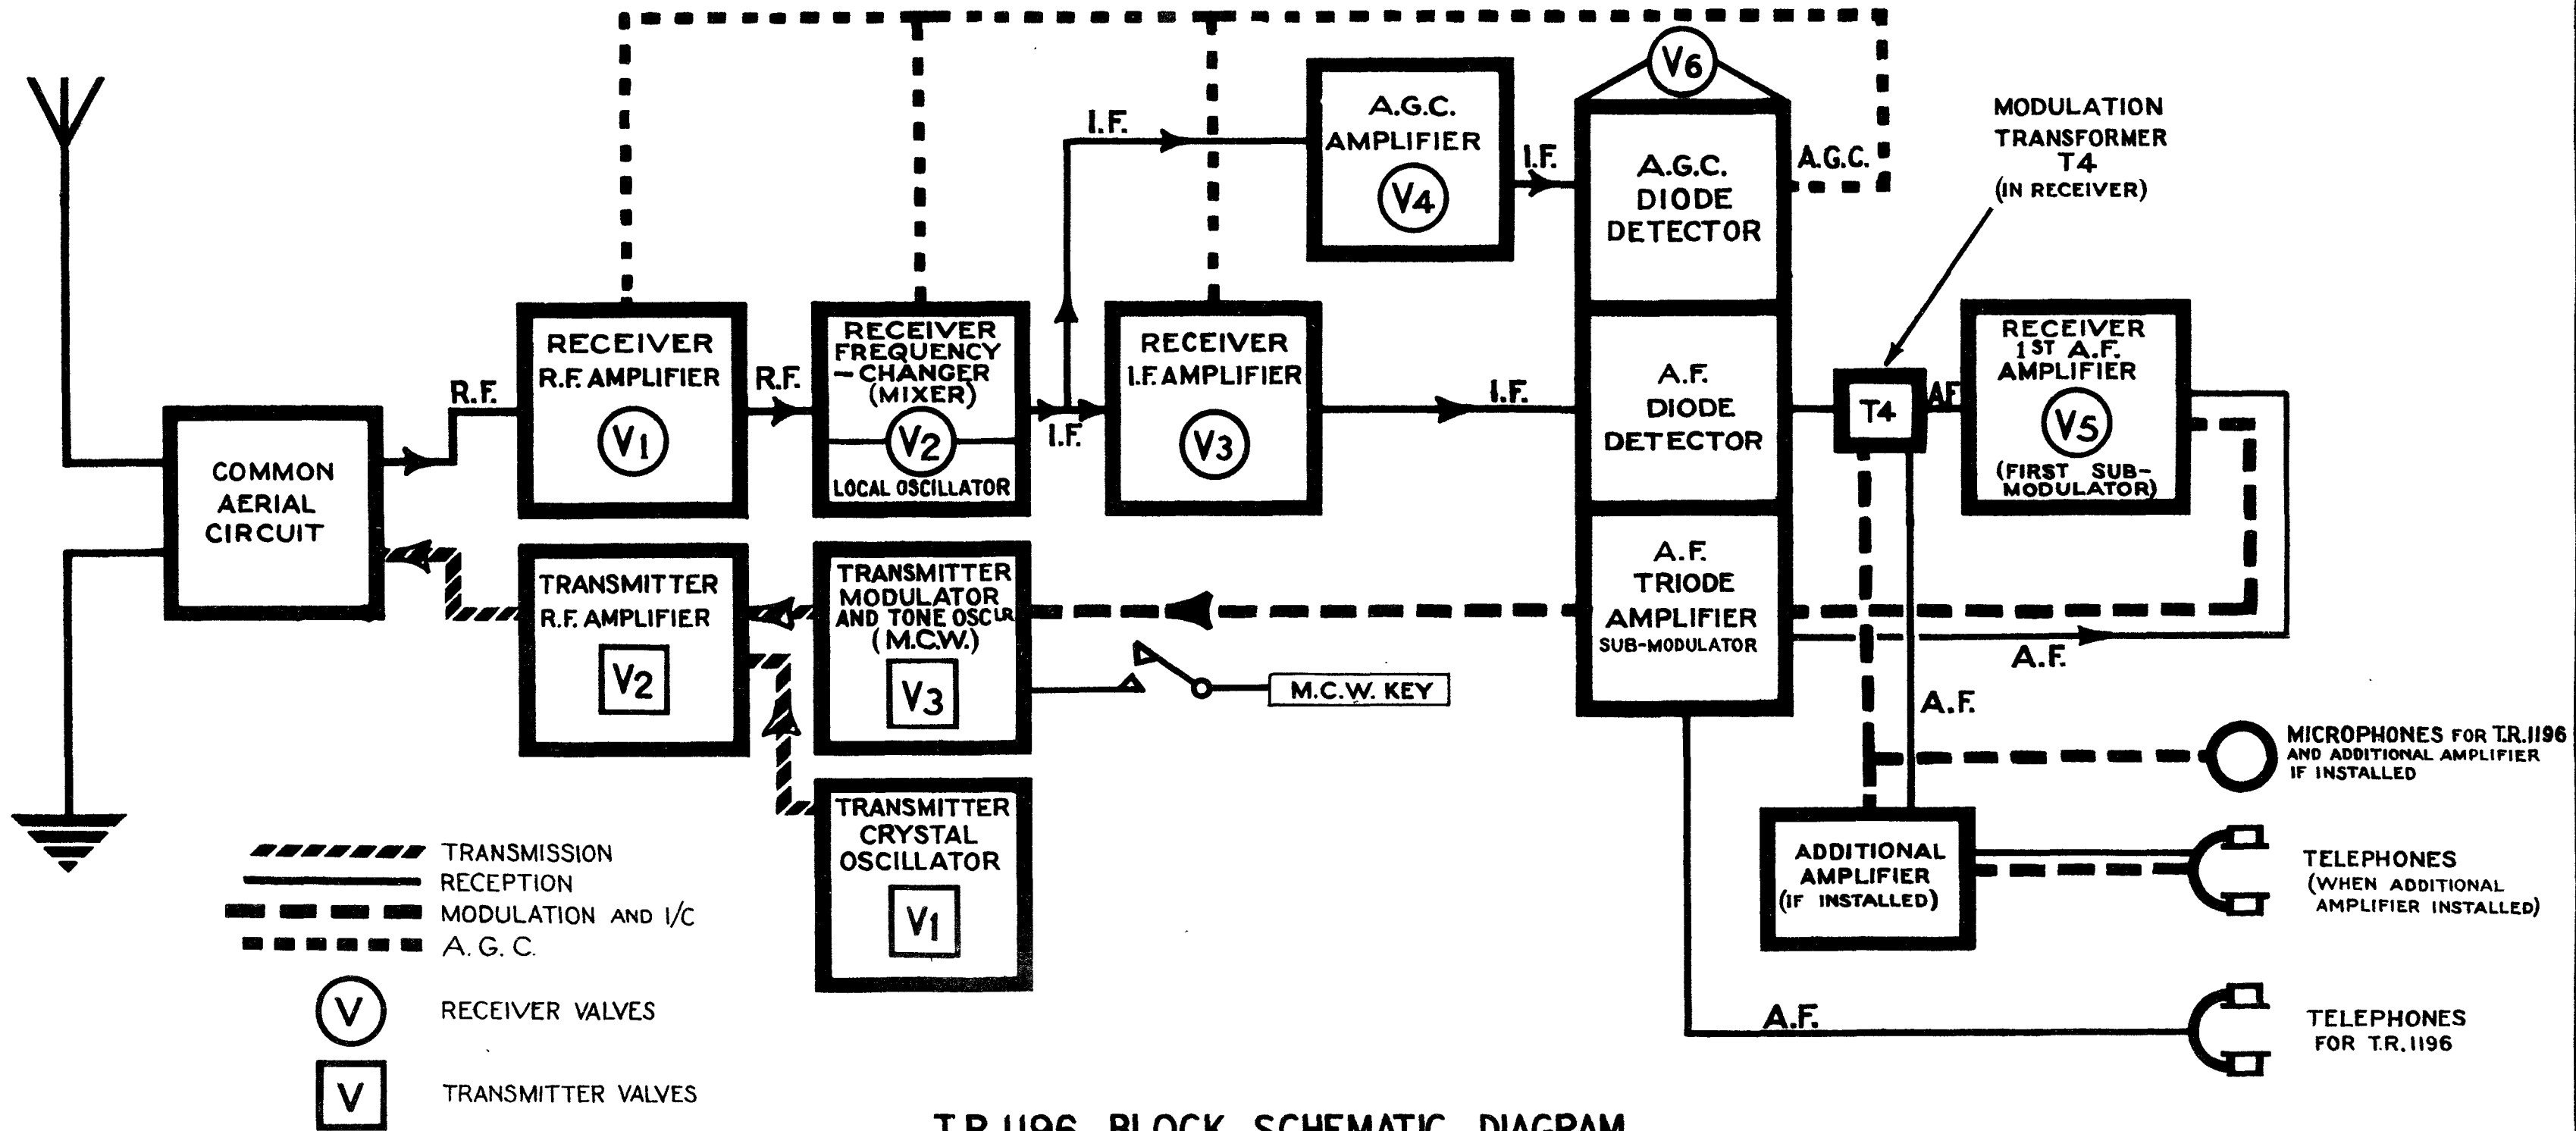 I.F.
A.G.C.
AMPLIFIER
V4
I.F.
V6
A.G.C.
DIODE
DETECTOR
A.G.C.
MODULATION
TRANSFORMER
T4
(IN RECEIVER)
COMMON
AERIAL
CIRCUIT
R.F.
RECEIVER
R.F. AMPLIFIER
V1
R.F.
RECEIVER
FREQUENCY
-CHANGER
(MIXER)
V2
LOCAL OSCILLATOR
I.F.
RECEIVER
I.F. AMPLIFIER
V3
I.F.
A.F.
DIODE
DETECTOR
T4
AF
RECEIVER
1ST A.F.
AMPLIFIER
V5
(FIRST SUB-
MODULATOR)
TRANSMITTER
R.F. AMPLIFIER
V2
TRANSMITTER
MODULATOR
AND TONE OSCLR
(M.C.W.)
V3
M.C.W. KEY
A.F.
TRIODE
AMPLIFIER
SUB-MODULATOR
A.F.
A.F.
TRANSMITTER
CRYSTAL
OSCILLATOR
V1
MICROPHONES FOR T.R.1196
AND ADDITIONAL AMPLIFIER
IF INSTALLED
ADDITIONAL
AMPLIFIER
(IF INSTALLED)
TELEPHONES
(WHEN ADDITIONAL
AMPLIFIER INSTALLED)
A.F.
TELEPHONES
FOR T.R.1196
TRANSMISSION
RECEPTION
MODULATION AND I/C
A.G.C.
V
RECEIVER VALVES
V
TRANSMITTER VALVES
T.R.1196 BLOCK SCHEMATIC DIAGRAM